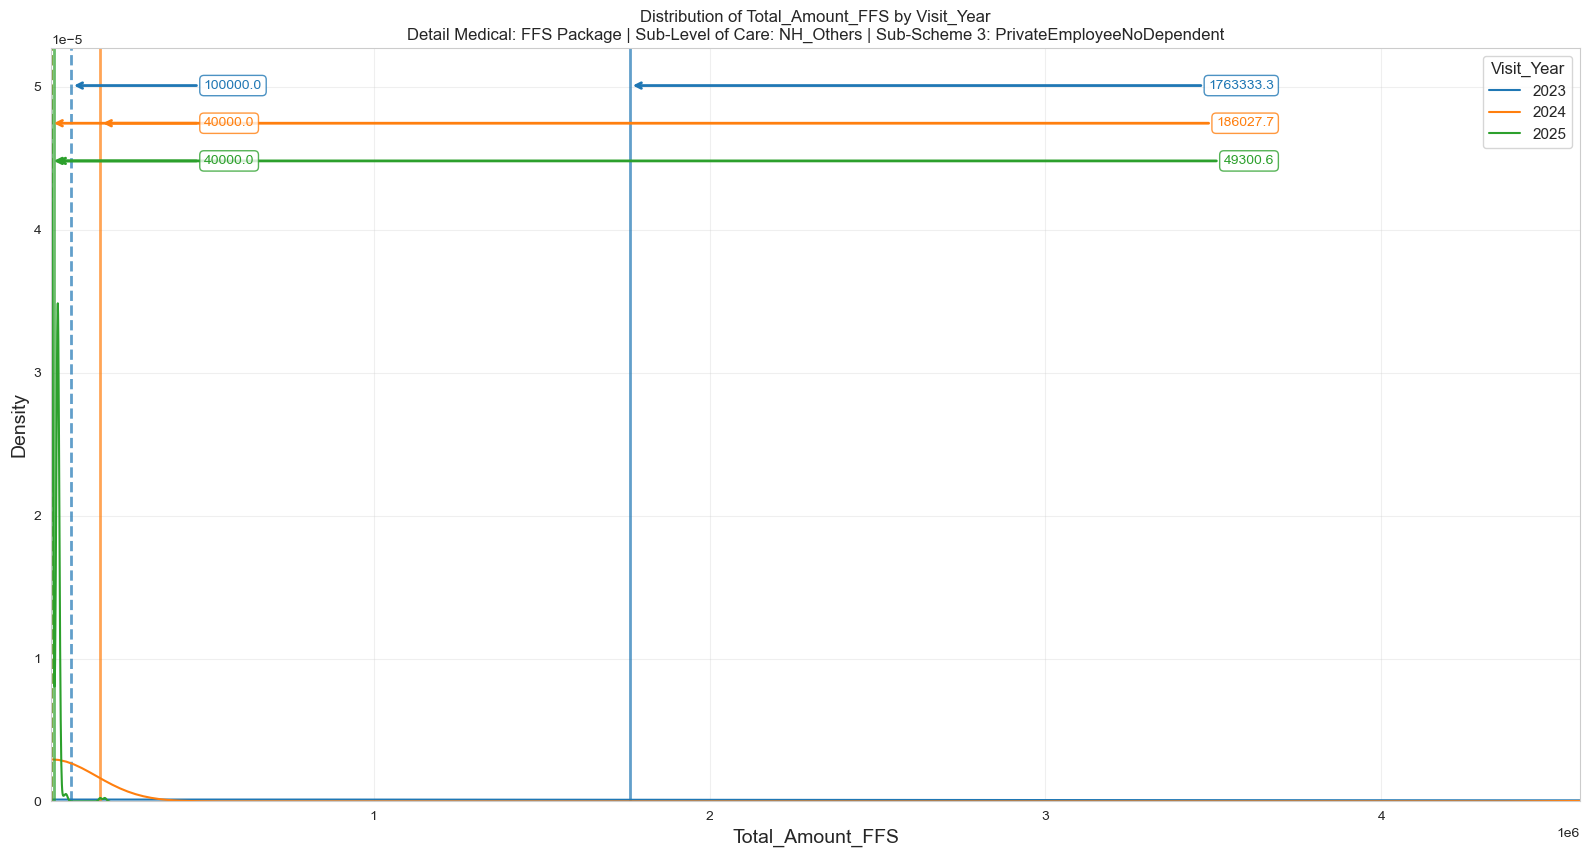 Distribution of Total_Amount_FFS by Visit_Year
Detail Medical: FFS Package | Sub-Level of Care: NH_Others | Sub-Scheme 3: PrivateEmployeeNoDependent
1e−5
Visit_Year
2023
2024
2025
100000.0
1763333.3
40000.0
186027.7
40000.0
49300.6
5
4
3
2
1
0
Density
1
2
3
4
1e6
Total_Amount_FFS